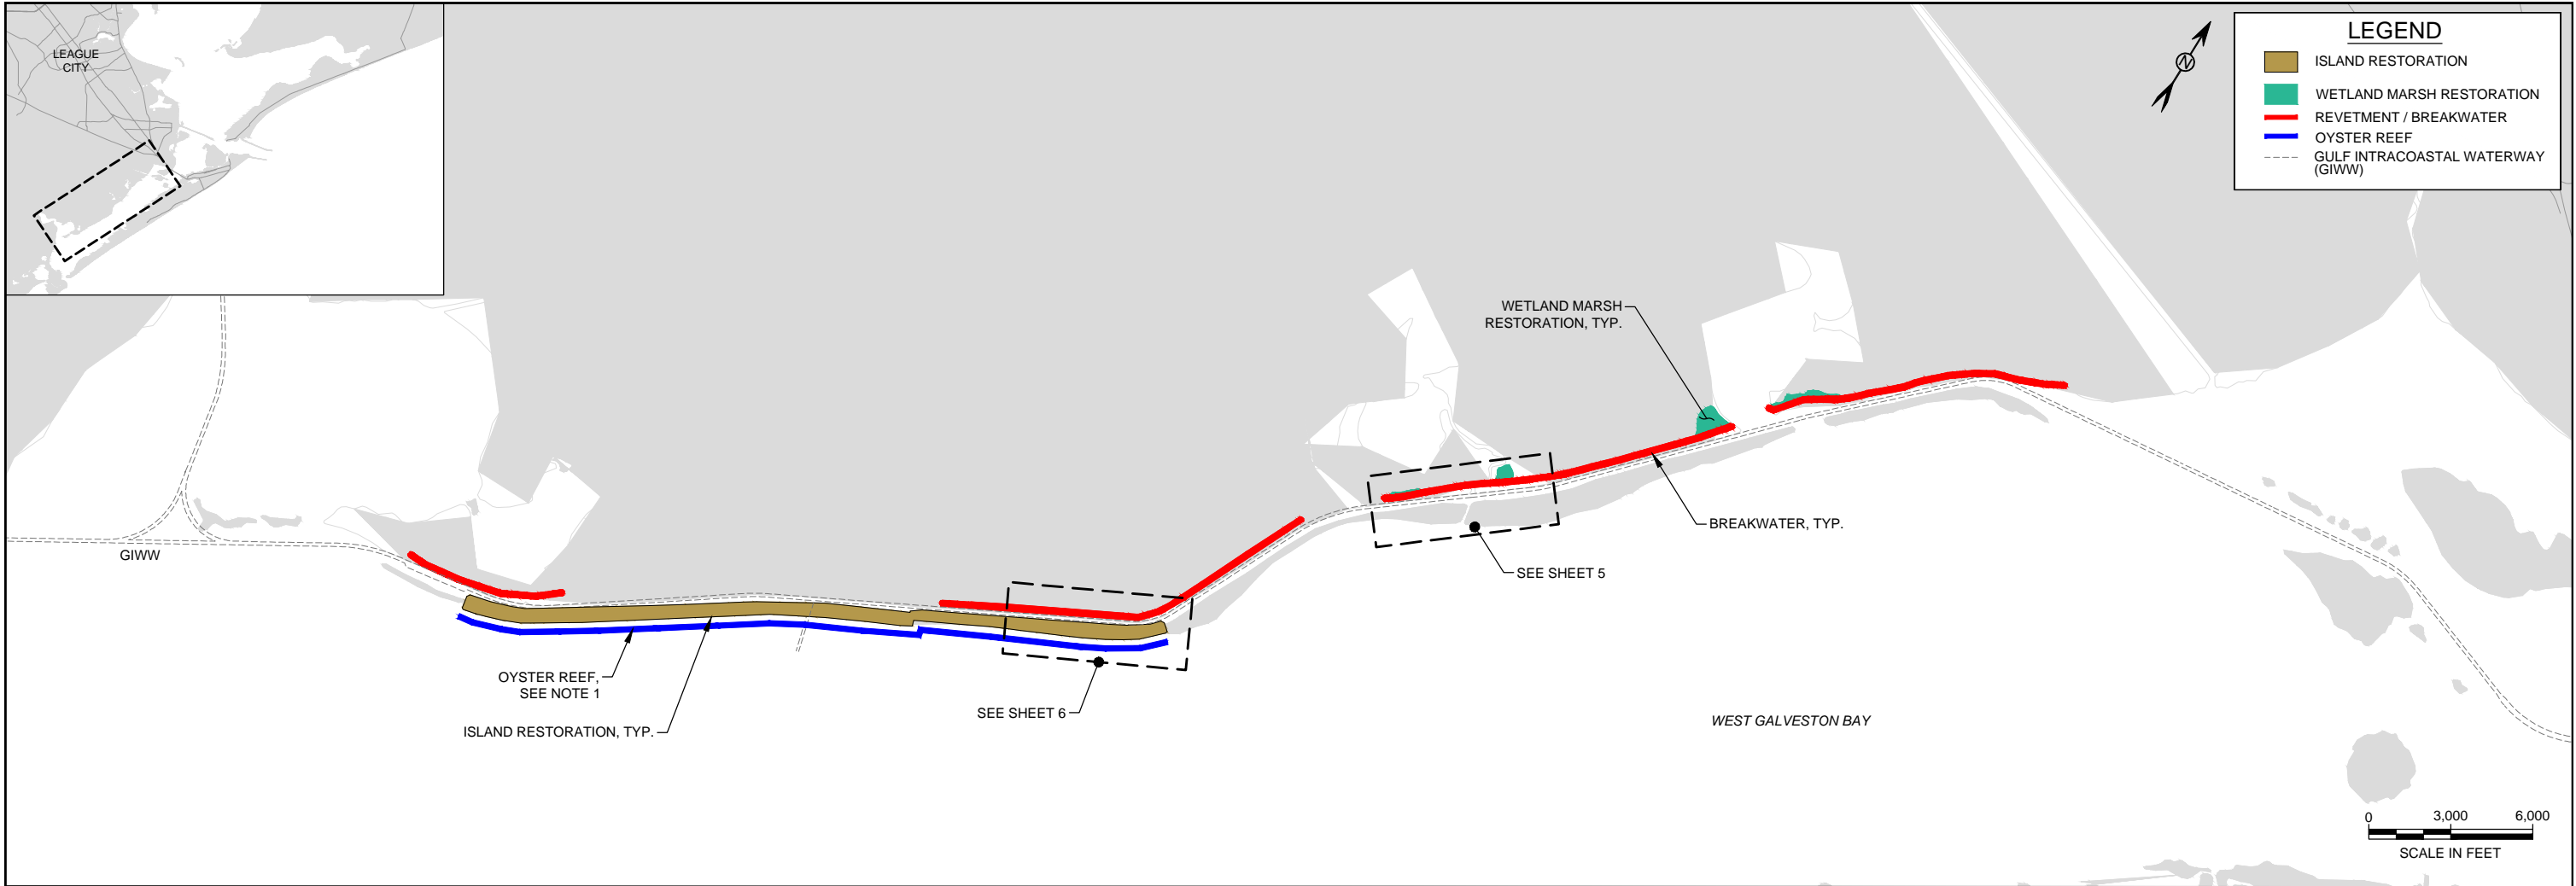 LEAGUE
CITY
N
LEGEND
ISLAND RESTORATION
WETLAND MARSH RESTORATION
REVETMENT / BREAKWATER
OYSTER REEF
GULF INTRACOASTAL WATERWAY
(GIWW)
WETLAND MARSH
RESTORATION, TYP.
BREAKWATER, TYP.
GIWW
SEE SHEET 5
OYSTER REEF,
SEE NOTE 1
SEE SHEET 6
ISLAND RESTORATION, TYP.
WEST GALVESTON BAY
0 3,000 6,000
SCALE IN FEET